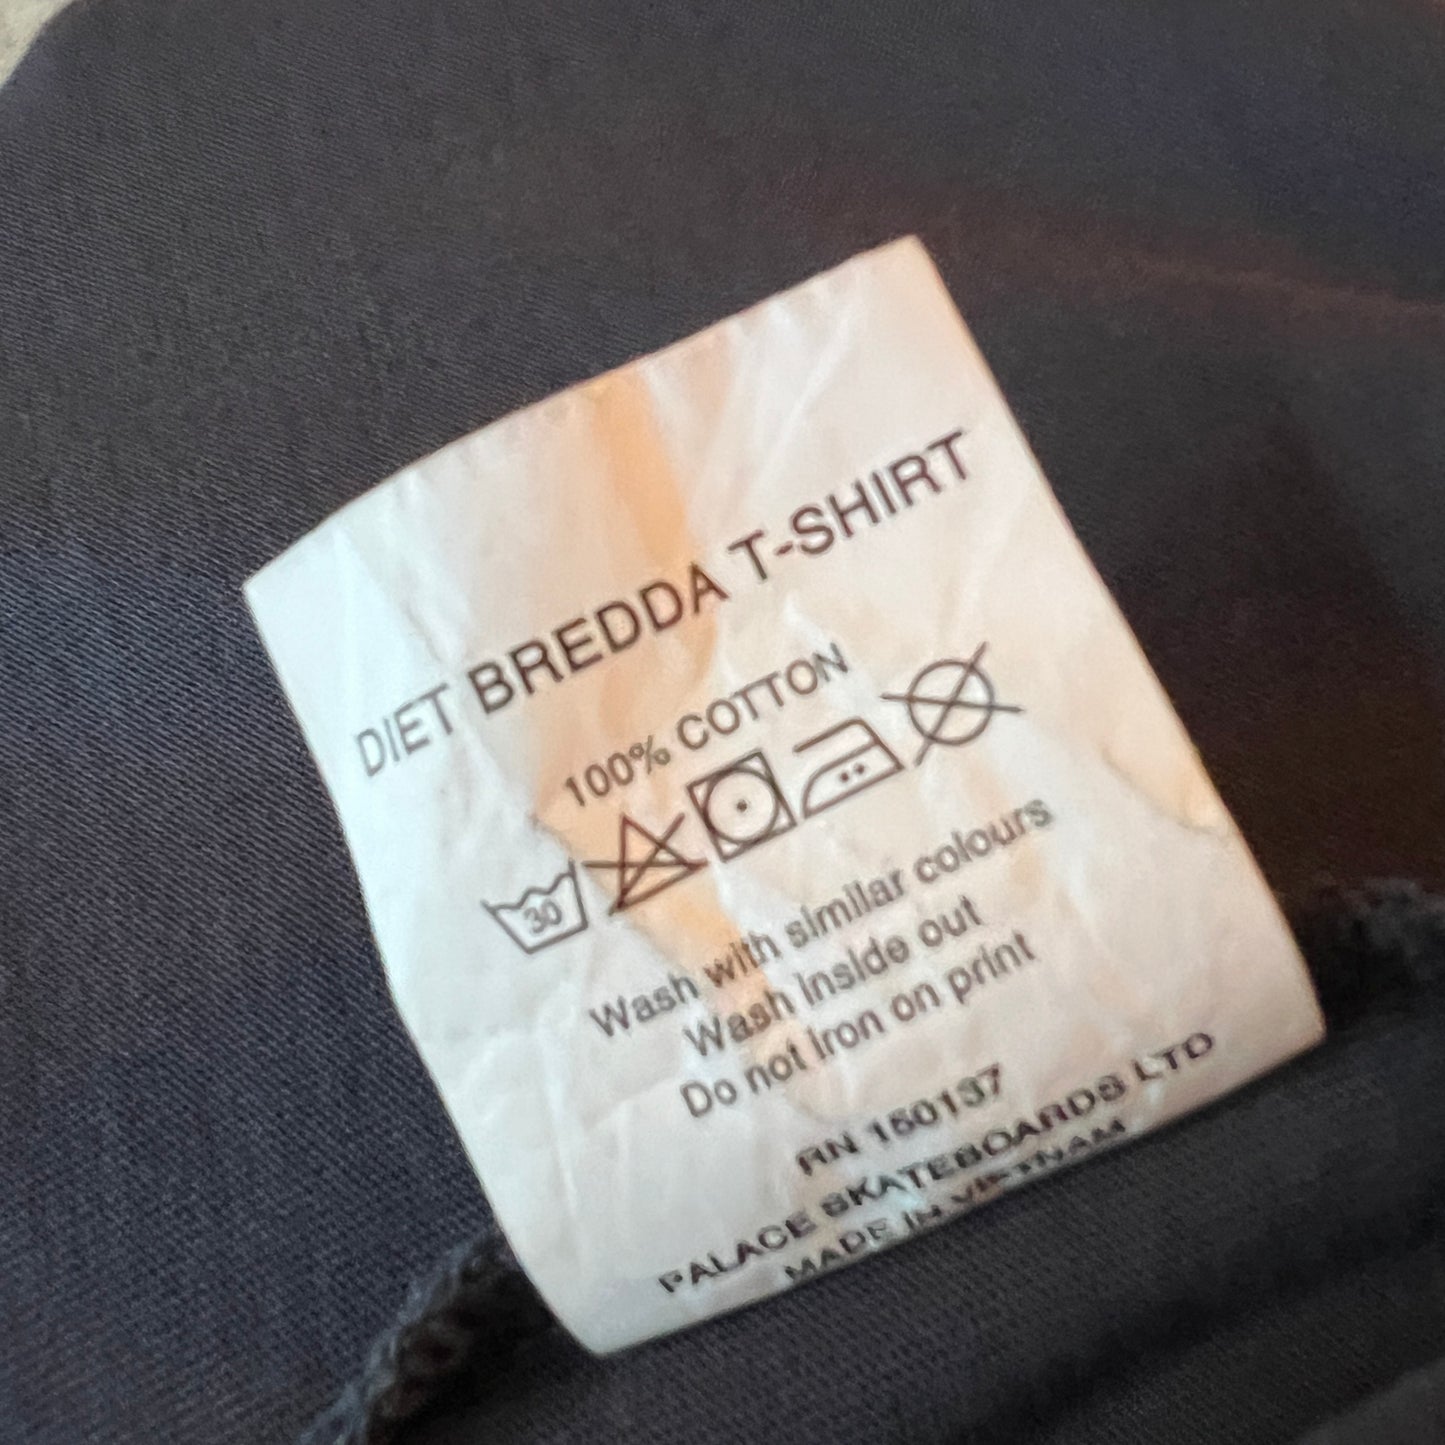 DIET BREDDA T-SHIRT
100% COTTON
30
Wash with similar colours
Wash inside out
Do not iron on print
RN 150137
PALACE SKATEBOARDS LTD
MADE IN VIETNAM